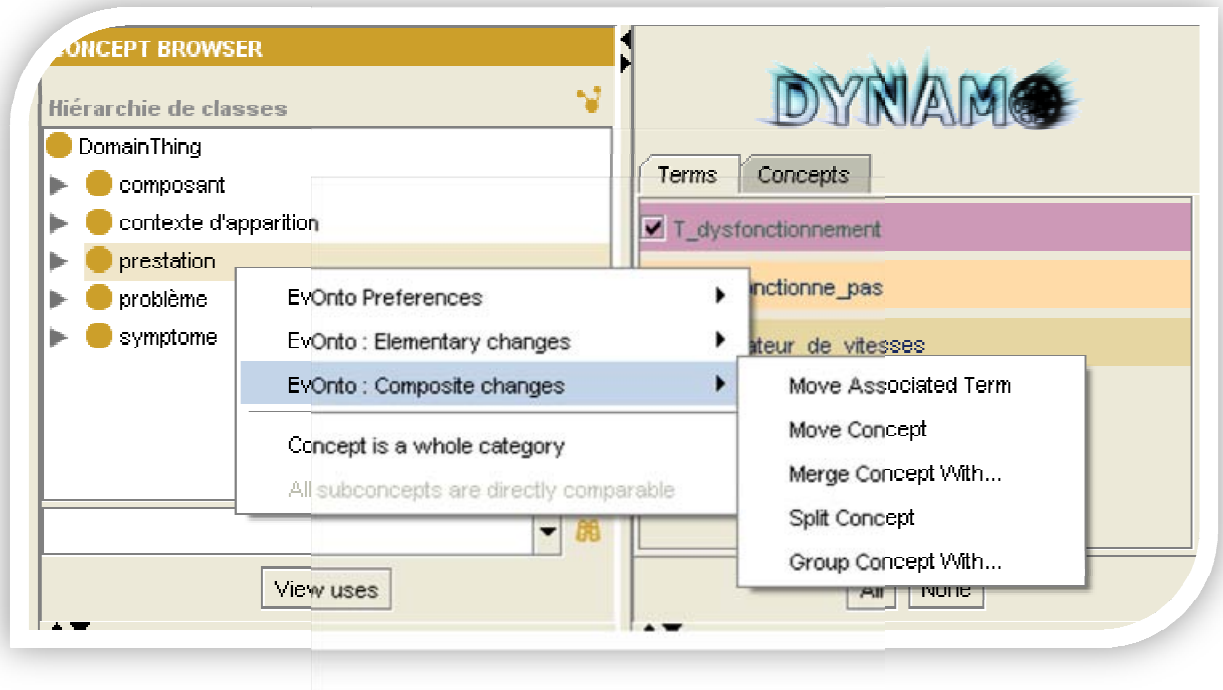 CONCEPT BROWSER
Hiérarchie de classes
DomainThing
composant
contexte d'apparition
prestation
problème
symptome
EvOnto Preferences
EvOnto : Elementary changes
EvOnto : Composite changes
Concept is a whole category
All subconcepts are directly comparable
View uses
DYNAMO
Terms
Concepts
T_dysfonctionnement
onctionne_pas
ateur_de_vitesses
Move Associated Term
Move Concept
Merge Concept With...
Split Concept
Group Concept With...
All
None